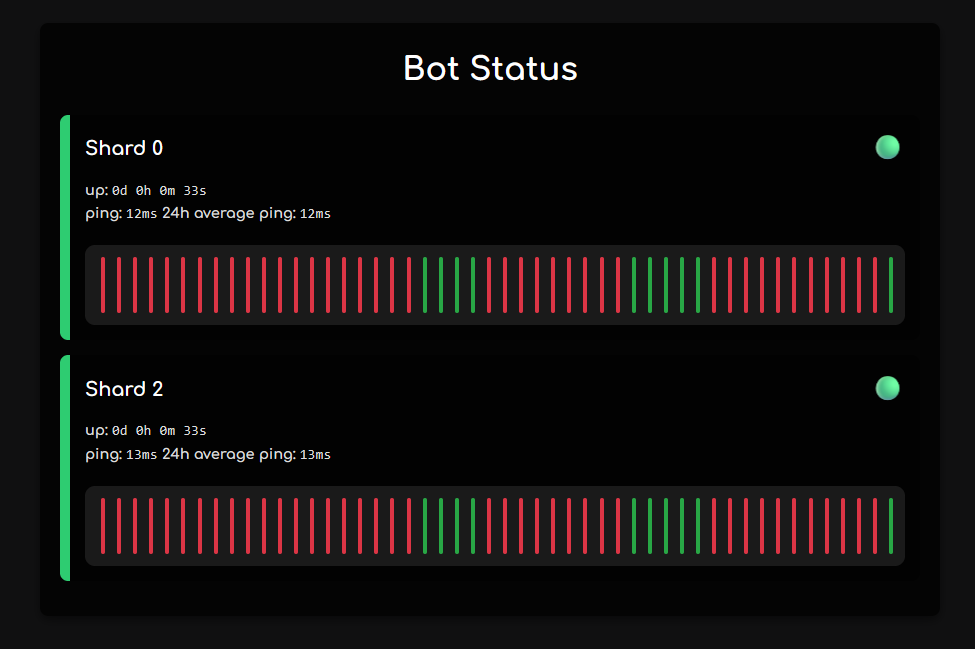 Bot Status
Shard 0
up: 0d 0h 0m 33s
ping: 12ms 24h average ping: 12ms
Shard 2
up: 0d 0h 0m 33s
ping: 13ms 24h average ping: 13ms